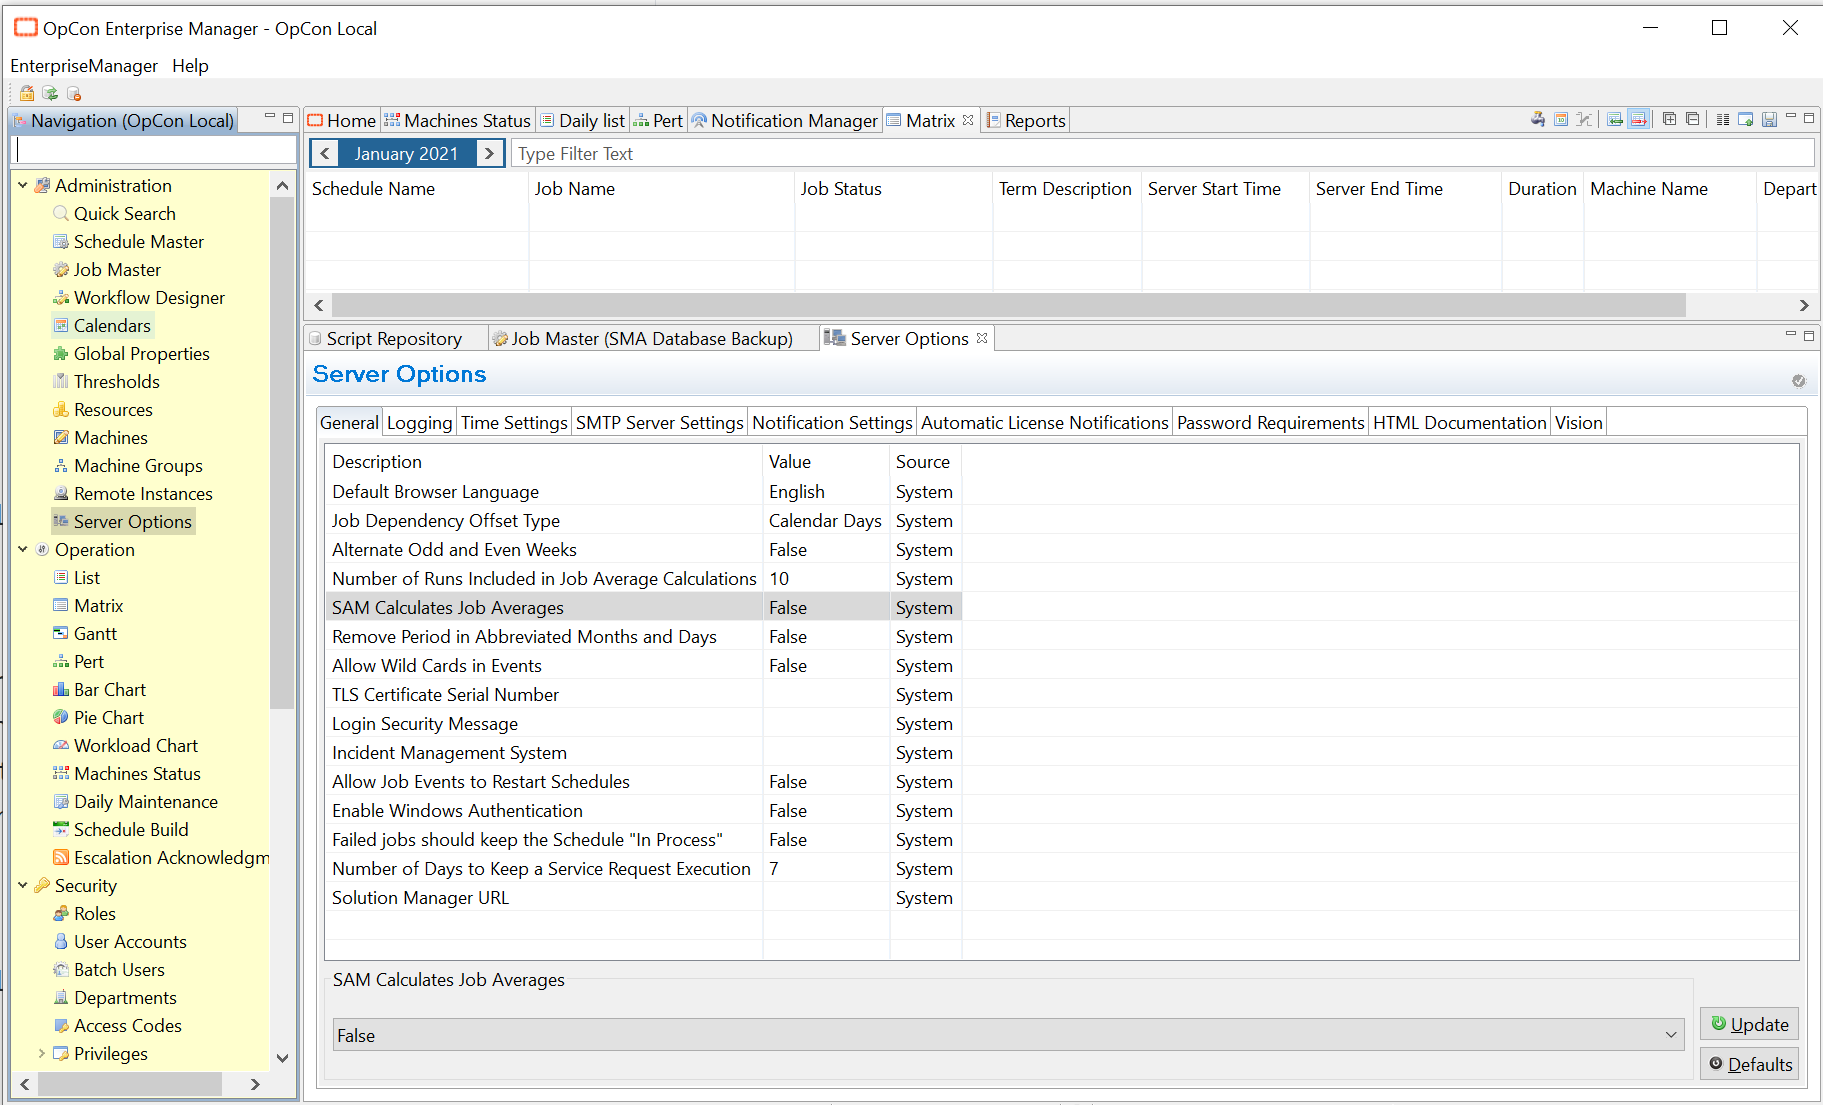 OpCon Enterprise Manager - OpCon Local
EnterpriseManager Help
Navigation (OpCon Local)
Administration
Quick Search
Schedule Master
Job Master
Workflow Designer
Calendars
Global Properties
Thresholds
Resources
Machines
Machine Groups
Remote Instances
Server Options
Operation
List
Matrix
Gantt
Pert
Bar Chart
Pie Chart
Workload Chart
Machines Status
Daily Maintenance
Schedule Build
Escalation Acknowledgm
Security
Roles
User Accounts
Batch Users
Departments
Access Codes
Privileges
Home Machines Status Daily list Pert Notification Manager Matrix Reports
January 2021 Type Filter Text
Schedule Name Job Name Job Status Term Description Server Start Time Server End Time Duration Machine Name Depart
Script Repository Job Master (SMA Database Backup) Server Options
Server Options
General Logging Time Settings SMTP Server Settings Notification Settings Automatic License Notifications Password Requirements HTML Documentation Vision
Description Value Source
Default Browser Language English System
Job Dependency Offset Type Calendar Days System
Alternate Odd and Even Weeks False System
Number of Runs Included in Job Average Calculations 10 System
SAM Calculates Job Averages False System
Remove Period in Abbreviated Months and Days False System
Allow Wild Cards in Events False System
TLS Certificate Serial Number System
Login Security Message System
Incident Management System System
Allow Job Events to Restart Schedules False System
Enable Windows Authentication False System
Failed jobs should keep the Schedule "In Process" False System
Number of Days to Keep a Service Request Execution 7 System
Solution Manager URL System
SAM Calculates Job Averages
False
Update
Defaults